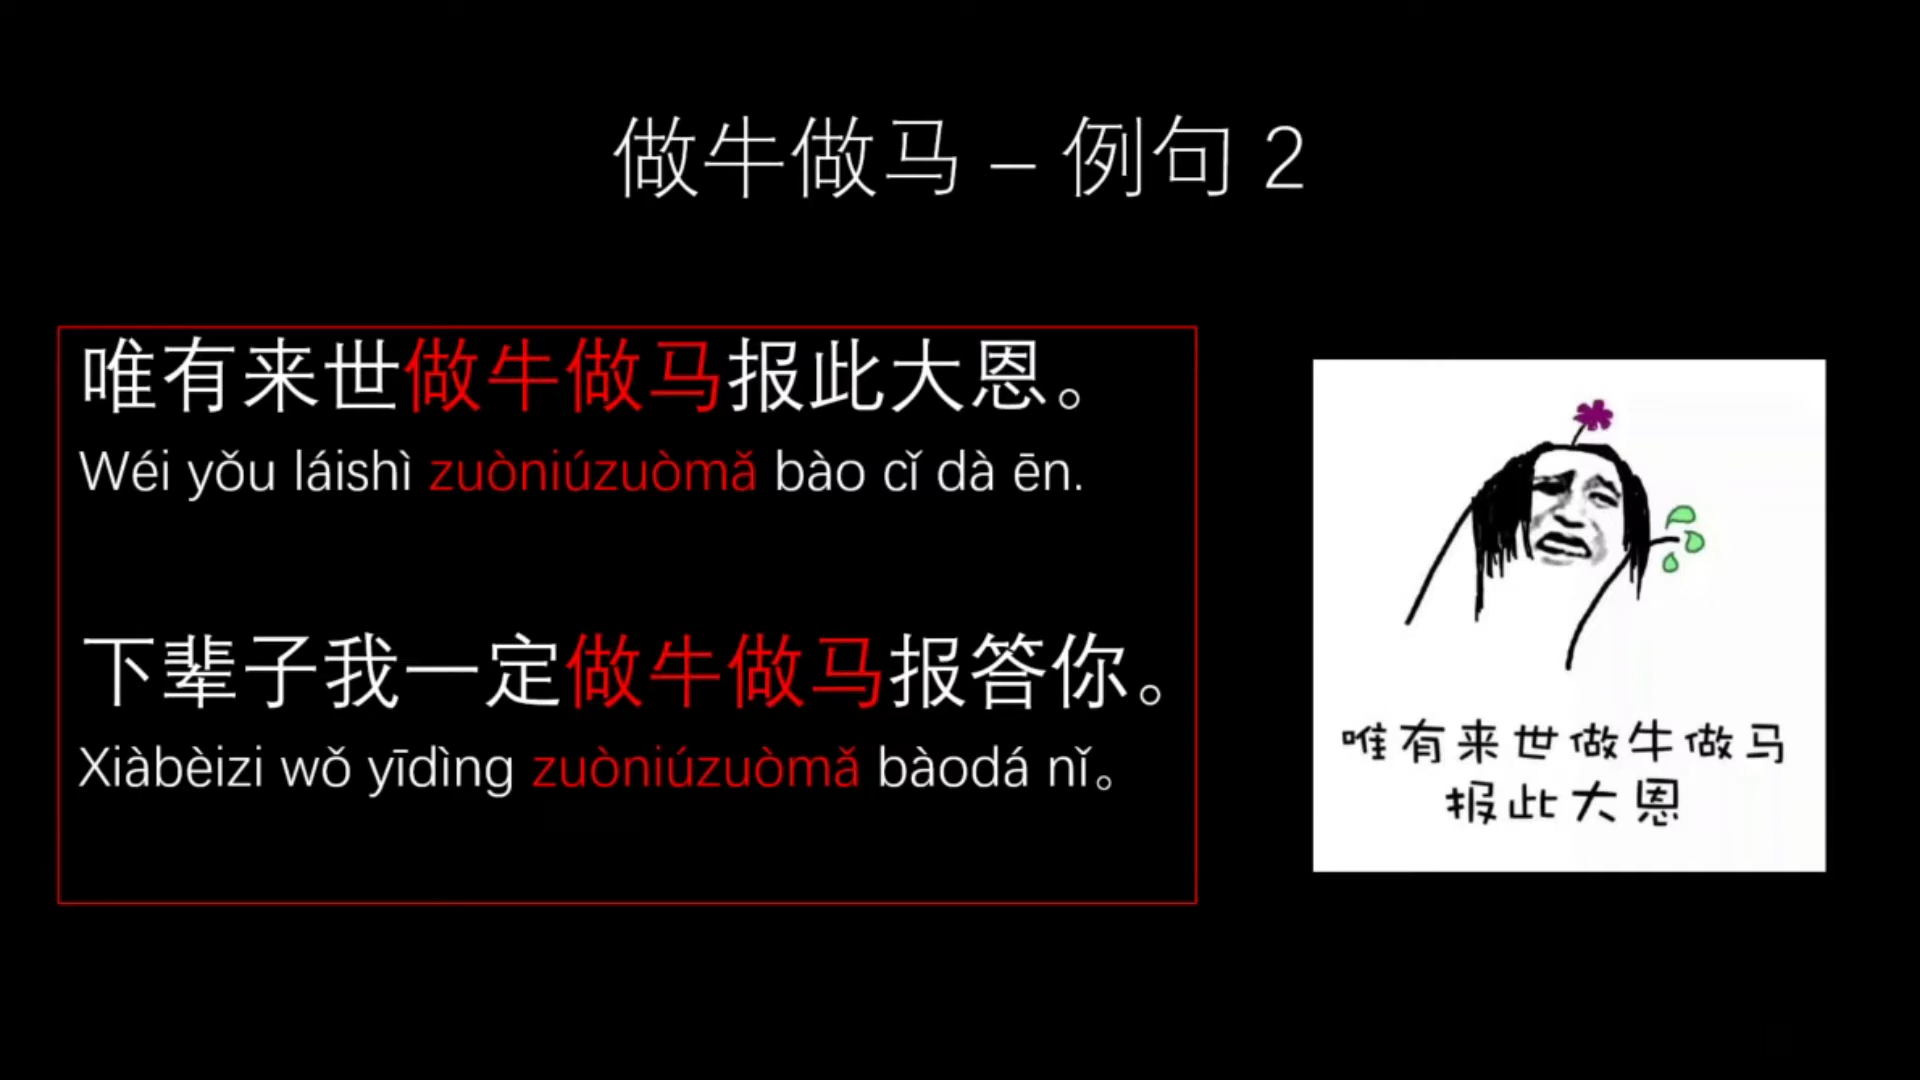 做牛做马 – 例句 2
唯有来世做牛做马报此大恩。
Wéi yǒu láishì zuòniúzuòmǎ bào cǐ dà ēn.
下辈子我一定做牛做马报答你。
Xiàbèizi wǒ yīdìng zuòniúzuòmǎ bàodá nǐ。
唯有来世做牛做马
报此大恩